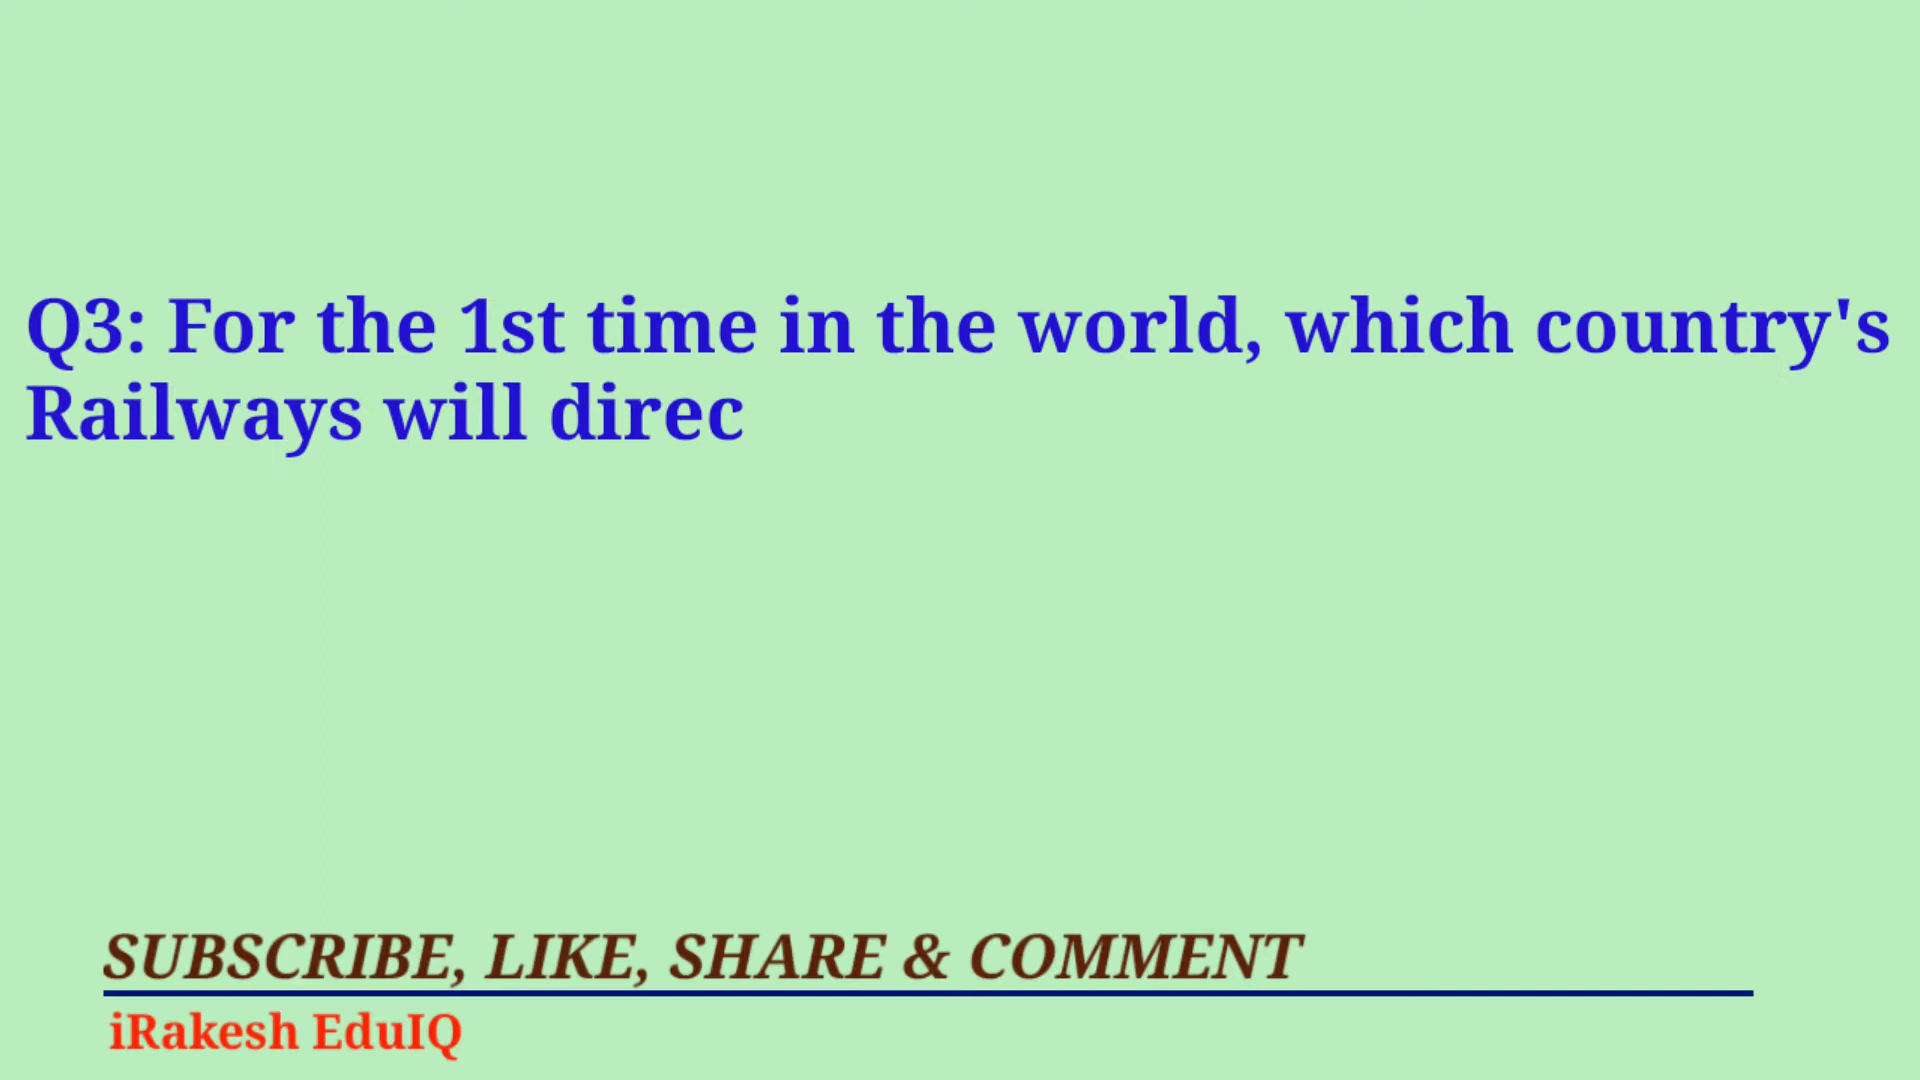 Q3: For the 1st time in the world, which country's
Railways will direc
SUBSCRIBE, LIKE, SHARE & COMMENT
iRakesh EduIQ